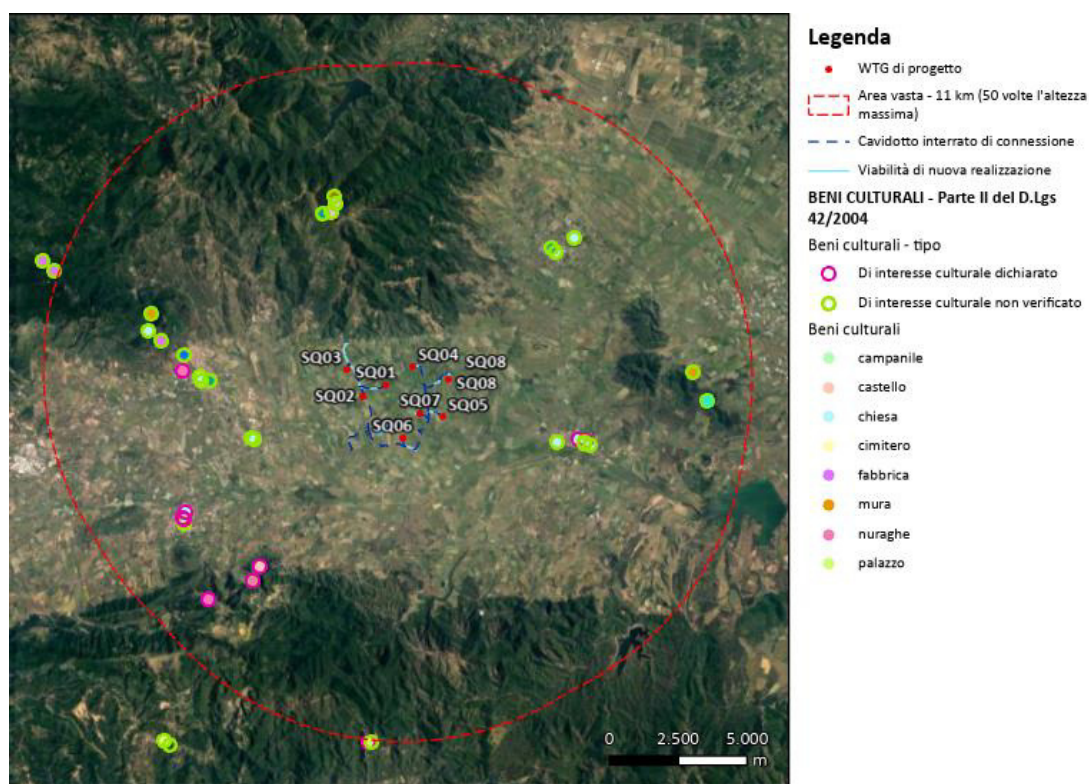 Legenda
WTG di progetto
Area vasta - 11 km (50 volte l'altezza
massima)
Cavidotto interrato di connessione
Viabilità di nuova realizzazione
BENI CULTURALI - Parte II del D.Lgs
42/2004
Beni culturali - tipo
Di interesse culturale dichiarato
Di interesse culturale non verificato
Beni culturali
campanile
castello
chiesa
cimitero
fabbrica
mura
nuraghe
palazzo
SQ03
SQ04
SQ01
SQ08
SQ08
SQ02
SQ07
SQ05
SQ06
0 2.500 5.000
m